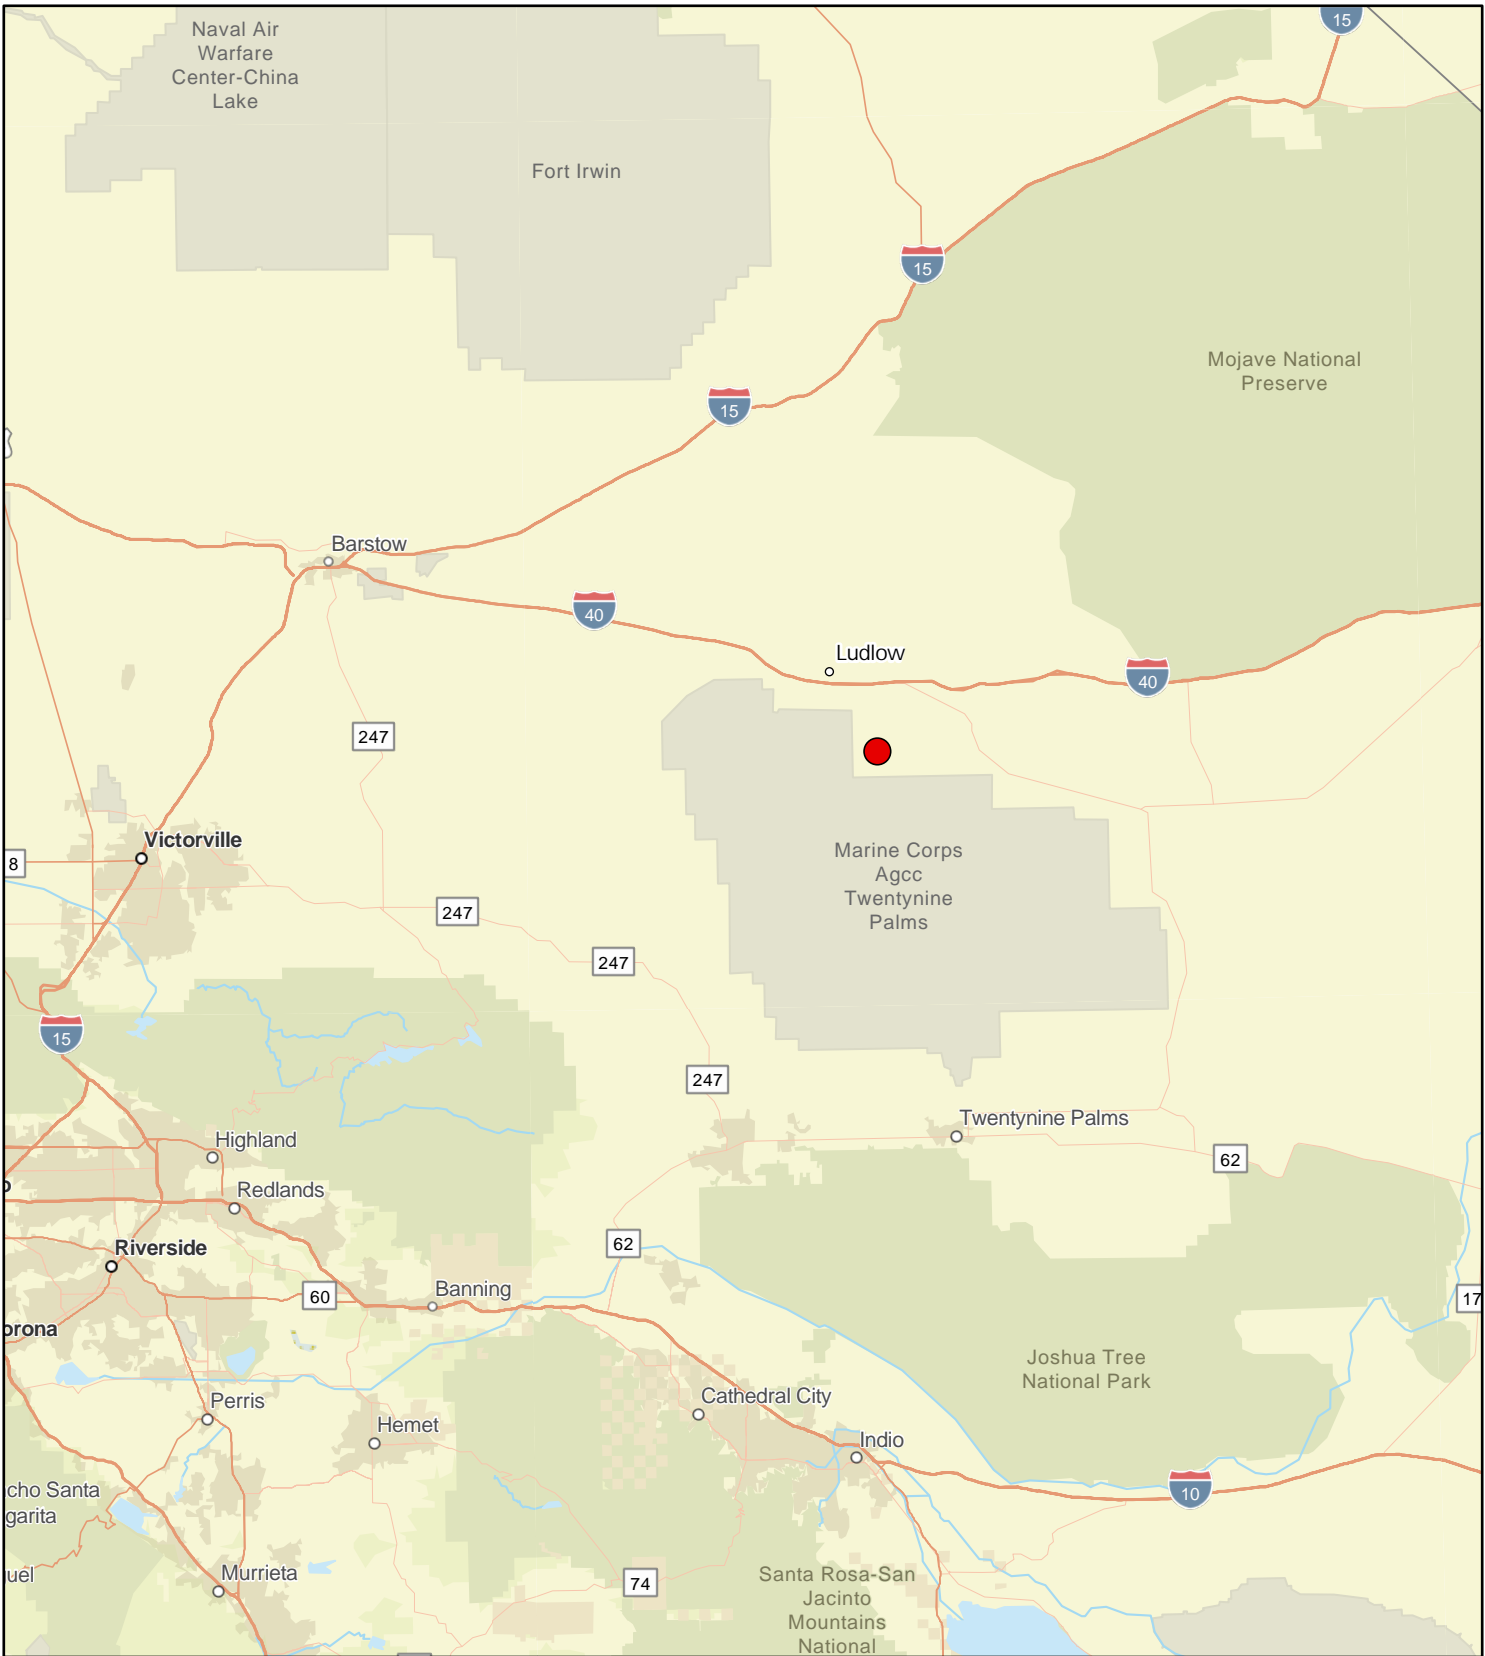 Naval Air
Warfare
Center-China
Lake
15
Fort Irwin
15
Mojave National
Preserve
15
Barstow
40
Ludlow
40
247
Victorville
8
Marine Corps
Agcc
Twentynine
Palms
247
247
15
247
Twentynine Palms
Highland
62
Redlands
62
Riverside
60
Banning
17
orona
Joshua Tree
National Park
Perris
Cathedral City
Hemet
Indio
cho Santa
garita
10
uel
Murrieta
74
Santa Rosa-San
Jacinto
Mountains
National